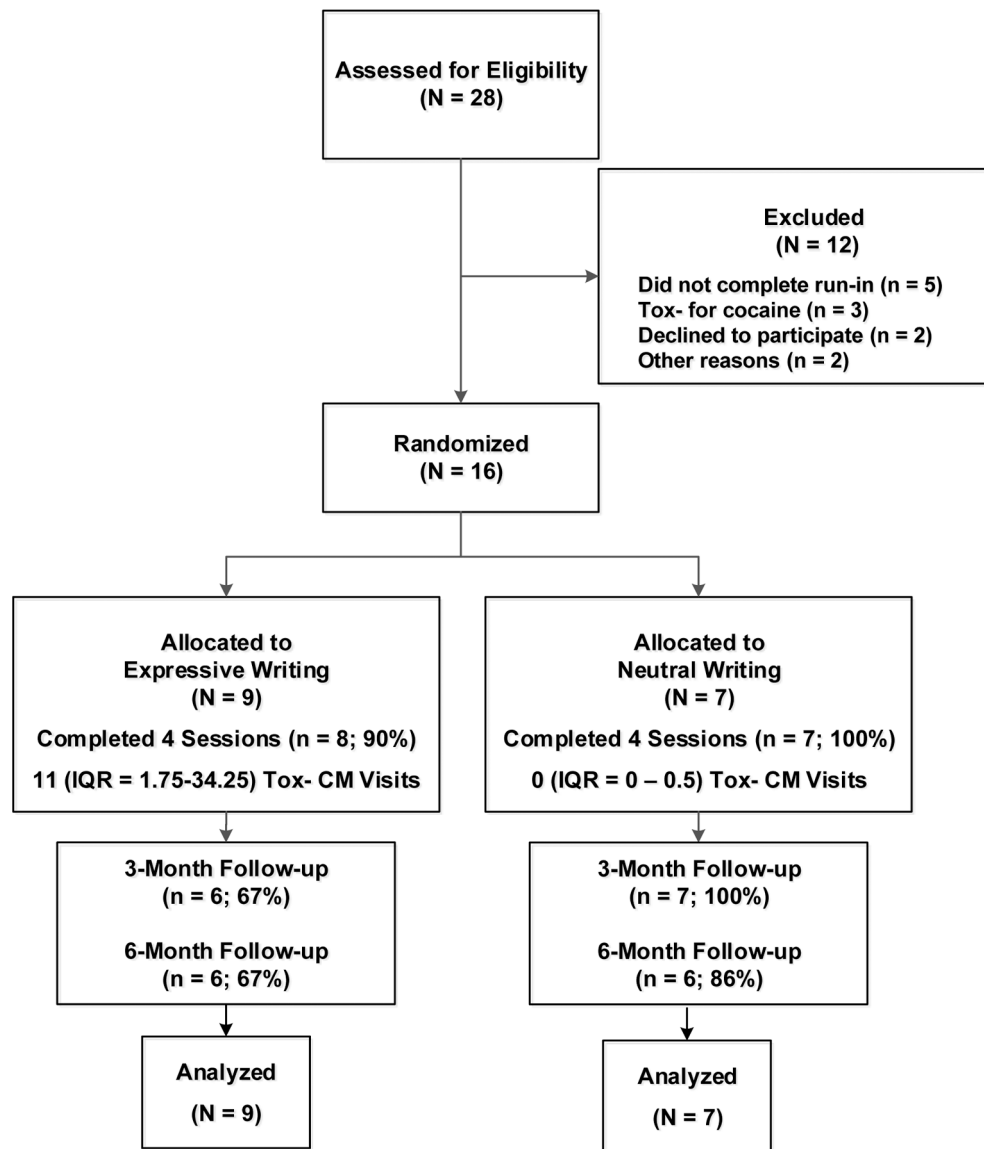 Assessed for Eligibility
(N = 28)
Excluded
(N = 12)
Did not complete run-in (n = 5)
Tox- for cocaine (n = 3)
Declined to participate (n = 2)
Other reasons (n = 2)
Randomized
(N = 16)
Allocated to
Expressive Writing
(N = 9)
Completed 4 Sessions (n = 8; 90%)
11 (IQR = 1.75-34.25) Tox- CM Visits
Allocated to
Neutral Writing
(N = 7)
Completed 4 Sessions (n = 7; 100%)
0 (IQR = 0 – 0.5) Tox- CM Visits
3-Month Follow-up
(n = 6; 67%)
6-Month Follow-up
(n = 6; 67%)
3-Month Follow-up
(n = 7; 100%)
6-Month Follow-up
(n = 6; 86%)
Analyzed
(N = 9)
Analyzed
(N = 7)